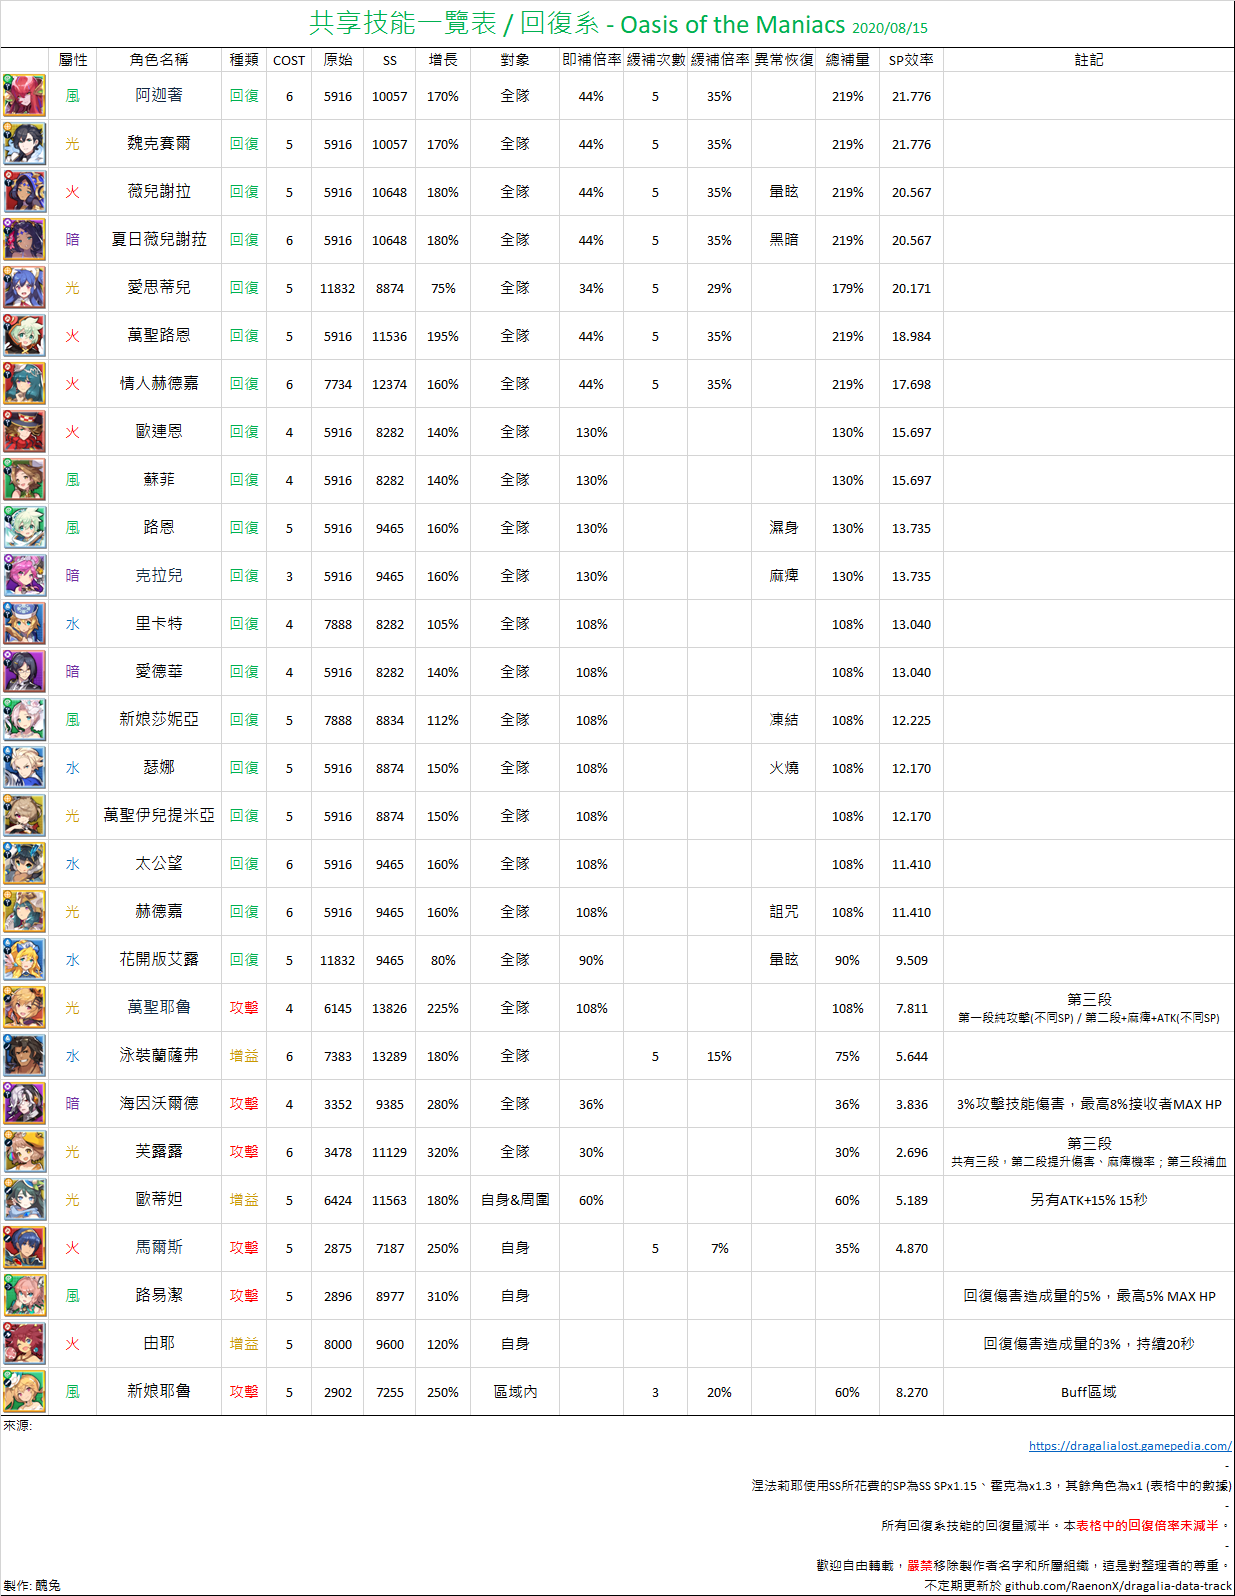 共享技能一覽表 / 回復系 - Oasis of the Maniacs 2020/08/15
屬性 角色名稱 種類 COST 原始 SS 增長 對象 即補倍率 緩補次數 緩補倍率 異常恢復 總補量 SP效率 註記
風 阿迦奢 回復 6 5916 10057 170% 全隊 44% 5 35% 219% 21.776
光 魏克賽爾 回復 5 5916 10057 170% 全隊 44% 5 35% 219% 21.776
火 薇兒謝拉 回復 5 5916 10648 180% 全隊 44% 5 35% 暈眩 219% 20.567
暗 夏日薇兒謝菈 回復 6 5916 10648 180% 全隊 44% 5 35% 黑暗 219% 20.567
光 愛思蒂兒 回復 5 11832 8874 75% 全隊 34% 5 29% 179% 20.171
火 萬聖路恩 回復 5 5916 11536 195% 全隊 44% 5 35% 219% 18.984
火 情人赫德嘉 回復 6 7734 12374 160% 全隊 44% 5 35% 219% 17.698
火 歐連恩 回復 4 5916 8282 140% 全隊 130% 130% 15.697
風 蘇菲 回復 4 5916 8282 140% 全隊 130% 130% 15.697
風 路恩 回復 5 5916 9465 160% 全隊 130% 濕身 130% 13.735
暗 克拉兒 回復 3 5916 9465 160% 全隊 130% 麻痺 130% 13.735
水 里卡特 回復 4 7888 8282 105% 全隊 108% 108% 13.040
暗 愛德華 回復 4 5916 8282 140% 全隊 108% 108% 13.040
風 新娘莎妮亞 回復 5 7888 8834 112% 全隊 108% 凍結 108% 12.225
水 瑟娜 回復 5 5916 8874 150% 全隊 108% 火燒 108% 12.170
光 萬聖伊兒提米亞 回復 5 5916 8874 150% 全隊 108% 108% 12.170
水 太公望 回復 6 5916 9465 160% 全隊 108% 108% 11.410
光 赫德嘉 回復 6 5916 9465 160% 全隊 108% 詛咒 108% 11.410
水 花開版艾露 回復 5 11832 9465 80% 全隊 90% 暈眩 90% 9.509
光 萬聖耶魯 攻擊 4 6145 13826 225% 全隊 108% 108% 7.811 第三段
第一段純攻擊(不同SP) / 第二段+麻痺+ATK(不同SP)
水 泳裝蘭薩弗 增益 6 7383 13289 180% 全隊 5 15% 75% 5.644
暗 海因沃爾德 攻擊 4 3352 9385 280% 全隊 36% 36% 3.836 3%攻擊技能傷害，最高8%接收者MAX HP
光 芙露露 攻擊 6 3478 11129 320% 全隊 30% 30% 2.696 第三段
共有三段，第二段提升傷害、麻痺機率；第三段補血
光 歐蒂妲 增益 5 6424 11563 180% 自身&周圍 60% 60% 5.189 另有ATK+15% 15秒
火 馬爾斯 攻擊 5 2875 7187 250% 自身 5 7% 35% 4.870
風 路易潔 攻擊 5 2896 8977 310% 自身 回復傷害造成量的5%，最高5% MAX HP
火 由耶 增益 5 8000 9600 120% 自身 回復傷害造成量的3%，持續20秒
風 新娘耶魯 攻擊 5 2902 7255 250% 區域內 3 20% 60% 8.270 Buff區域
來源:
https://dragalialost.gamepedia.com/
-
涅法莉耶使用SS所花費的SP為SS SPx1.15、霍克為x1.3，其餘角色為x1 (表格中的數據)
-
所有回復系技能的回復量減半。本表格中的回復倍率未減半。
-
歡迎自由轉載，嚴禁移除製作者名字和所屬組織，這是對整理者的尊重。
製作: 醜兔 不定期更新於 github.com/RaenonX/dragalia-data-track